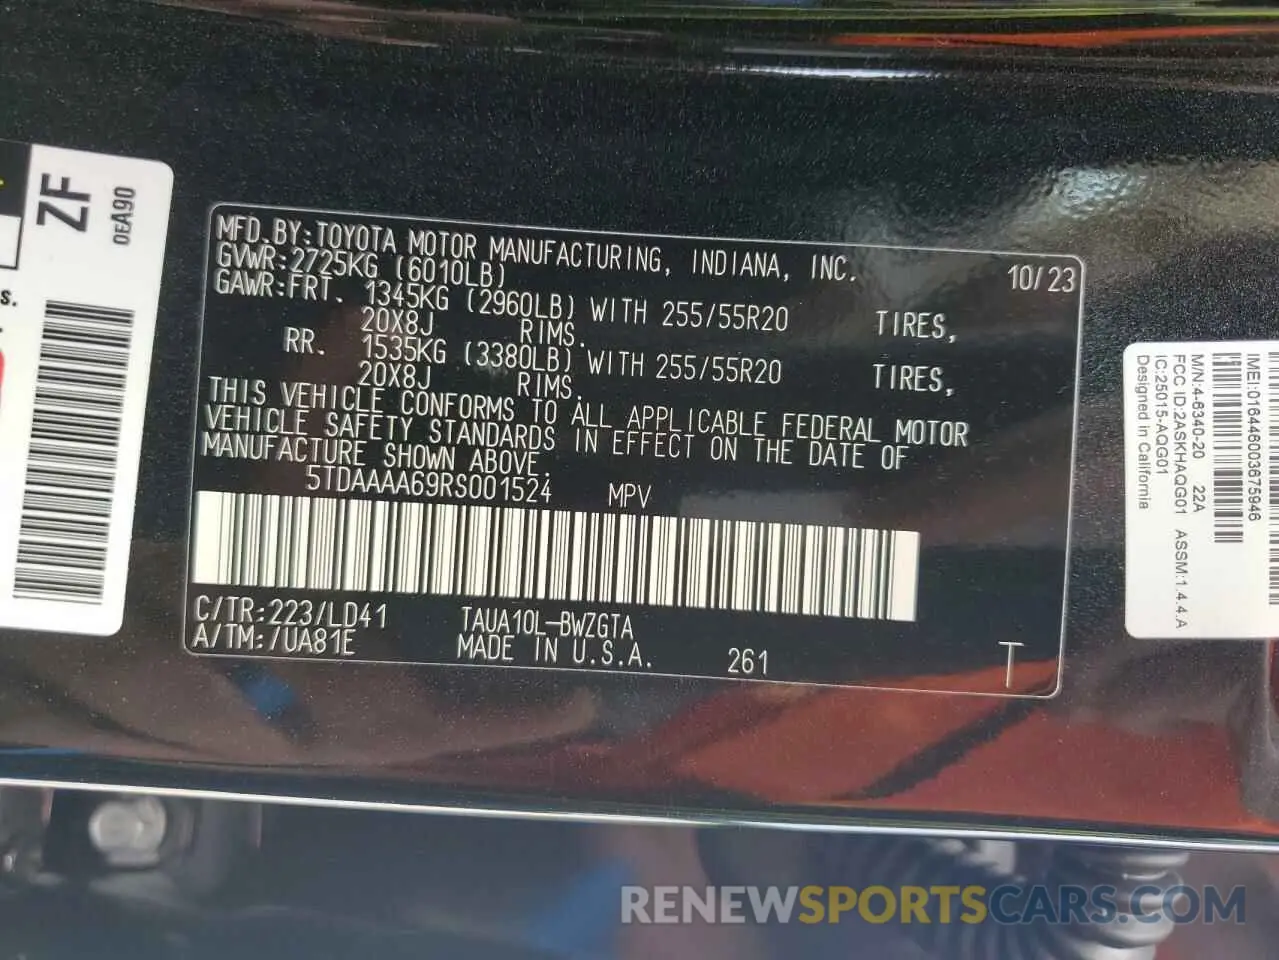 ZF
0EA90
s.
MFD.BY:TOYOTA MOTOR MANUFACTURING, INDIANA, INC. 10/23
GVWR:2725KG (6010LB)
GAWR:FRT. 1345KG (2960LB) WITH 255/55R20 TIRES,
20X8J RIMS.
RR. 1535KG (3380LB) WITH 255/55R20 TIRES,
20X8J RIMS.
THIS VEHICLE CONFORMS TO ALL APPLICABLE FEDERAL MOTOR
VEHICLE SAFETY STANDARDS IN EFFECT ON THE DATE OF
MANUFACTURE SHOWN ABOVE.
5TDAAAA69RS001524 MPV
C/TR:223/LD41 TAUA10L-BWZGTA
A/TM:/UA81E MADE IN U.S.A. 261 T
IMEI:016446003675946
M/N:4-6340-20 22A
FCC ID:2ASKHAQG01 ASSM:1.4.4.A
IC:25015-AQG01
Designed in California
RENEWSPORTSCARS.COM